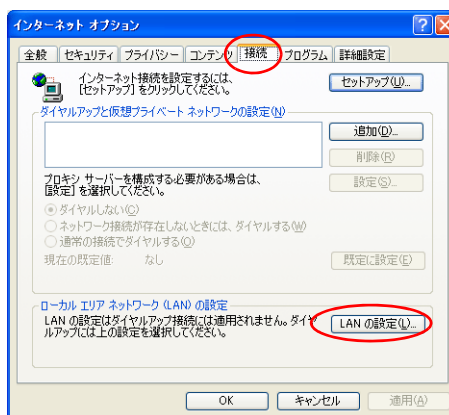 インターネット オプション
全般 セキュリティ プライバシー コンテンツ 接続 プログラム 詳細設定
インターネット接続を設定するには、
[セットアップ] をクリックしてください。
セットアップ(U)...
ダイヤルアップと仮想プライベート ネットワークの設定(N)
追加(D)...
削除(R)
プロキシ サーバーを構成する必要がある場合は、
[設定] を選択してください。
設定(S)...
ダイヤルしない(C)
ネットワーク接続が存在しないときには、ダイヤルする(W)
通常の接続でダイヤルする(O)
現在の既定値: なし
既定に設定(E)
ローカル エリア ネットワーク (LAN) の設定
LAN の設定はダイヤルアップ接続には適用されません。ダイヤ
ルアップには上の設定を選択してください。
LAN の設定(L)...
OK キャンセル 適用(A)